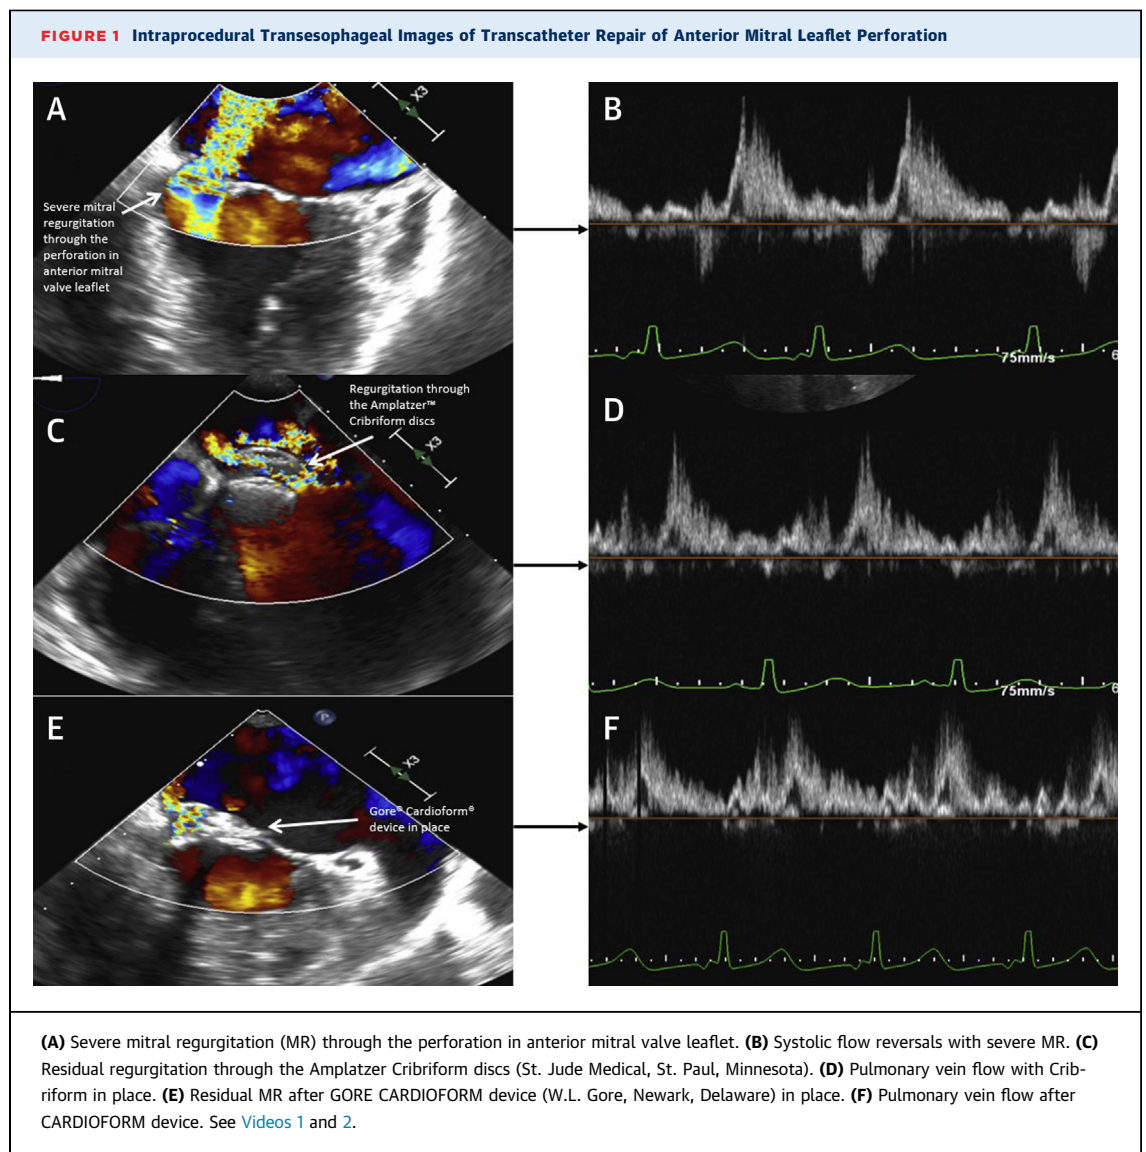 FIGURE 1 Intraprocedural Transesophageal Images of Transcatheter Repair of Anterior Mitral Leaflet Perforation
A
X3
Severe mitral
regurgitation
through the
perforation in
anterior mitral
valve leaflet
B
75mm/s
6
C
Regurgitation through
the Amplatzer™
Cribriform discs
X3
D
75mm/s
6
E
P
X3
Gore® Cardioform®
device in place
F
(A) Severe mitral regurgitation (MR) through the perforation in anterior mitral valve leaflet. (B) Systolic flow reversals with severe MR. (C)
Residual regurgitation through the Amplatzer Cribriform discs (St. Jude Medical, St. Paul, Minnesota). (D) Pulmonary vein flow with Crib-
riform in place. (E) Residual MR after GORE CARDIOFORM device (W.L. Gore, Newark, Delaware) in place. (F) Pulmonary vein flow after
CARDIOFORM device. See Videos 1 and 2.